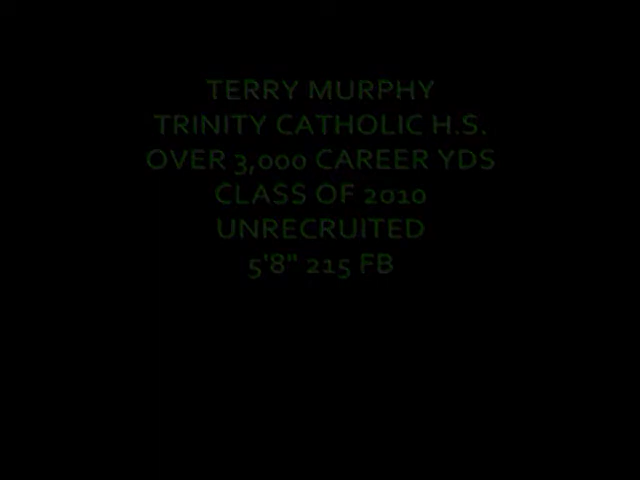 TERRY MURPHY
TRINITY CATHOLIC H.S.
OVER 3,000 CAREER YDS
CLASS OF 2010
UNRECRUITED
5'8" 215 FB